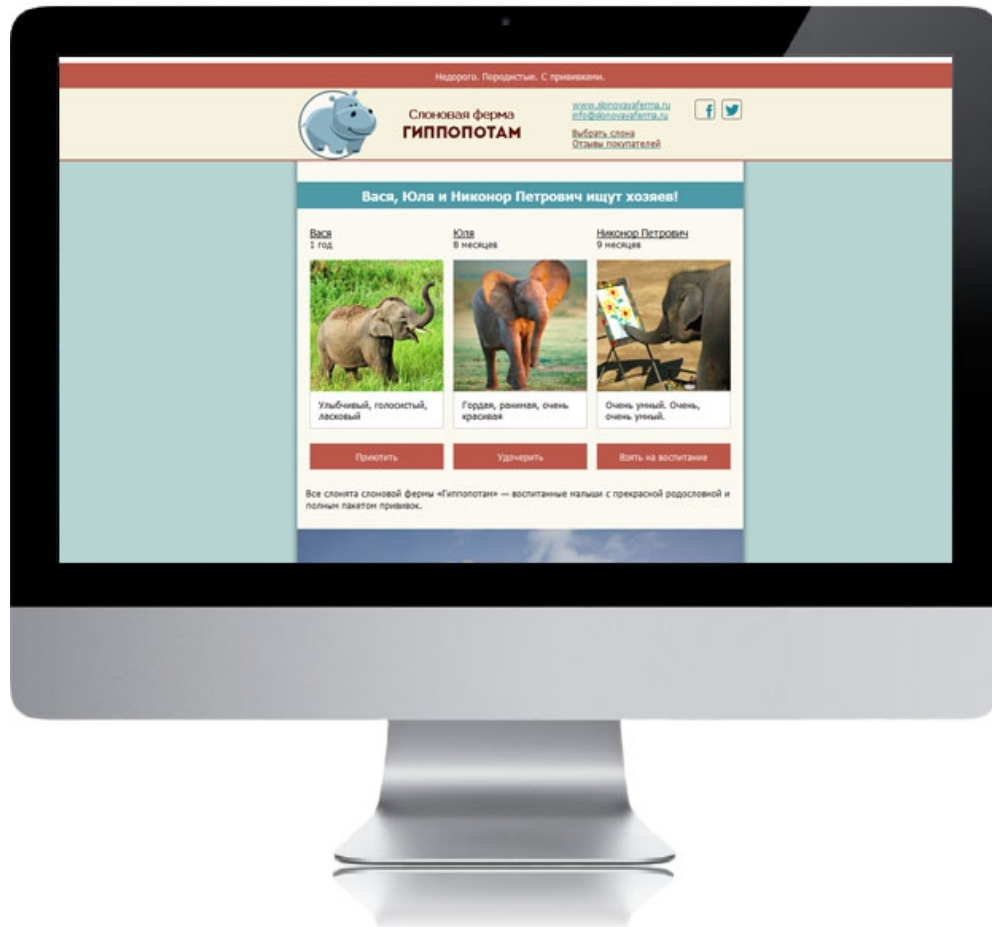 Недорого. Породистые. С прививками.
Слоновая ферма
ГИППОПОТАМ
www.slonovayaferma.ru
info@slonovayaferma.ru
Выбрать слона
Отзывы покупателей
Вася, Юля и Никонор Петрович ищут хозяев!
Вася
1 год
Юля
8 месяцев
Никонор Петрович
9 месяцев
Улыбчивый, голосистый,
ласковый
Гордая, ранимая, очень
красивая
Очень умный. Очень,
очень умный.
Приютить
Удочерить
Взять на воспитание
Все слонята слоновой фермы «Гиппопотам» — воспитанные малыши с прекрасной родословной и
полным пакетом прививок.